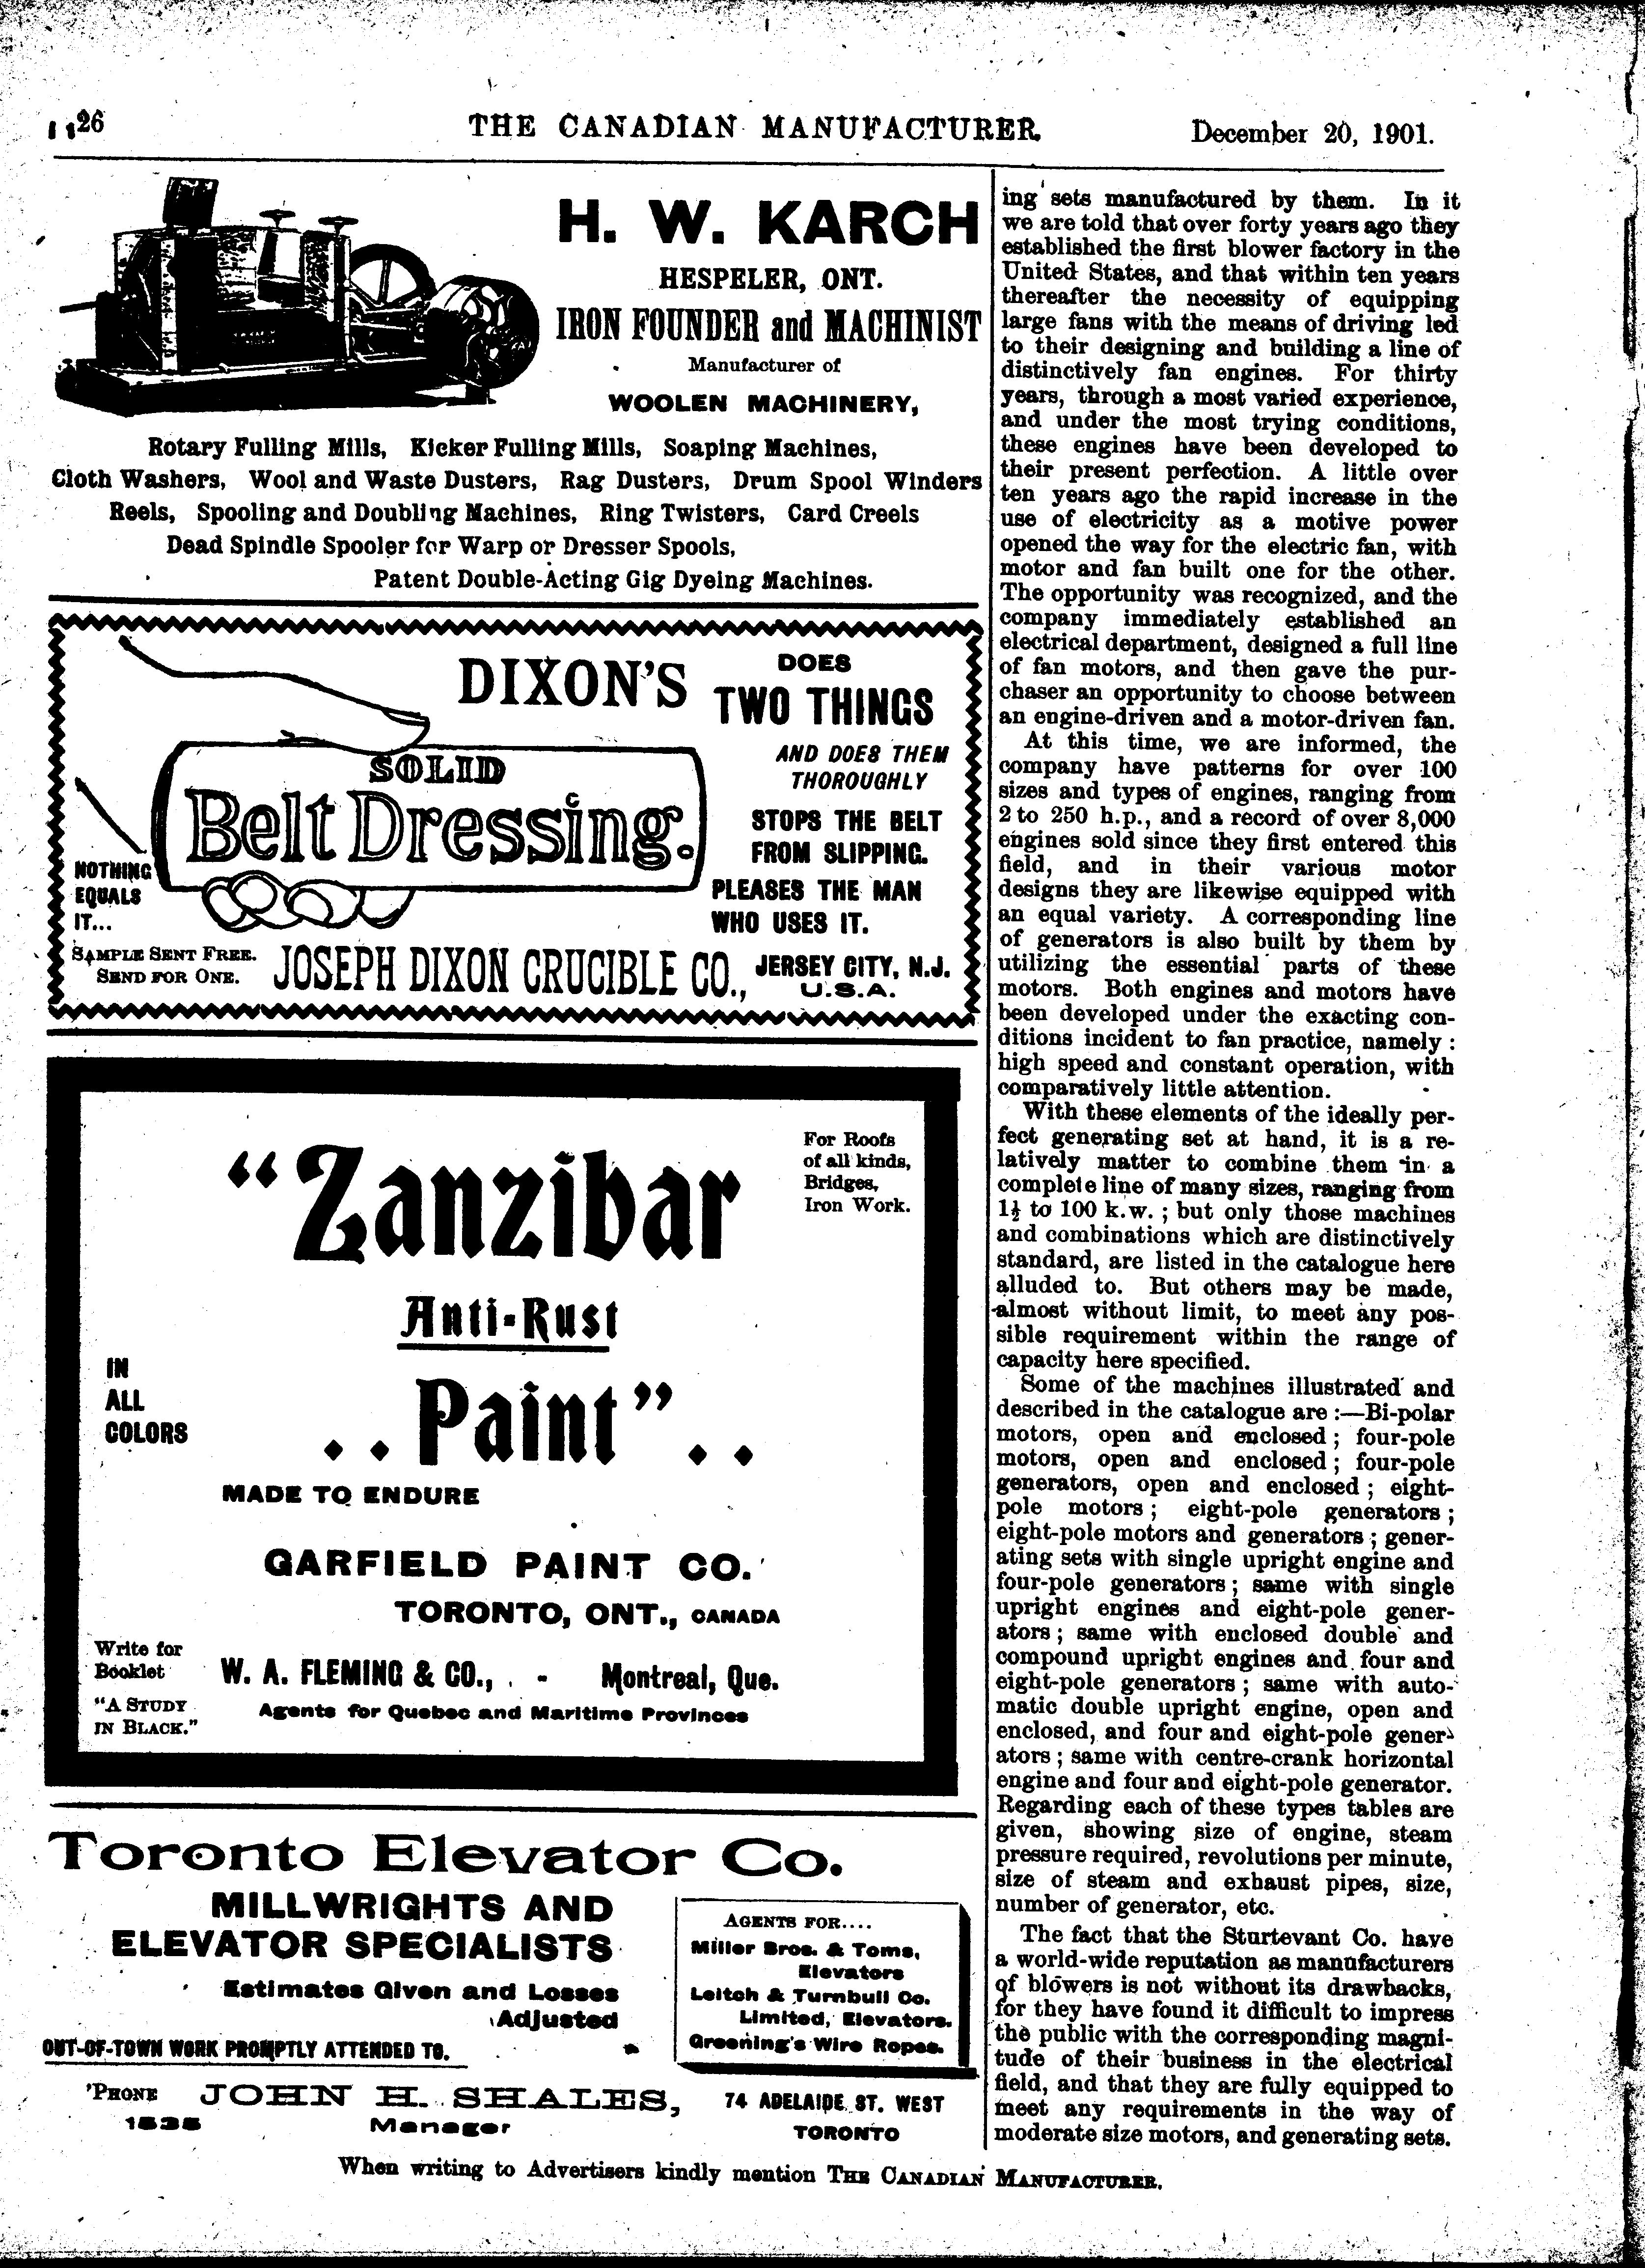 26
THE CANADIAN MANUFACTURER.
December 20, 1901.
H. W. KARCH
HESPELER, ONT.
IRON FOUNDER and MACHINIST
Manufacturer of
WOOLEN MACHINERY,
Rotary Fulling Mills, Kicker Fulling Mills, Soaping Machines,
Cloth Washers, Wool and Waste Dusters, Rag Dusters, Drum Spool Winders
Reels, Spooling and Doubling Machines, Ring Twisters, Card Creels
Dead Spindle Spooler for Warp or Dresser Spools,
Patent Double-Acting Gig Dyeing Machines.
DIXON'S
SOLID
Belt Dressing.
DOES
TWO THINGS
AND DOES THEM
THOROUGHLY
STOPS THE BELT
FROM SLIPPING.
PLEASES THE MAN
WHO USES IT.
NOTHING
EQUALS
IT...
SAMPLE SENT FREE.
SEND FOR ONE.
JOSEPH DIXON CRUCIBLE CO.,
JERSEY CITY, N.J.
U.S.A.
"Zanzibar
Anti-Rust
.. Paint" ..
For Roofs
of all kinds,
Bridges,
Iron Work.
IN
ALL
COLORS
MADE TO ENDURE
GARFIELD PAINT CO.
TORONTO, ONT., CANADA
Write for
Booklet
"A STUDY
IN BLACK."
W. A. FLEMING & CO., - Montreal, Que.
Agents for Quebec and Maritime Provinces
Toronto Elevator Co.
MILLWRIGHTS AND
ELEVATOR SPECIALISTS
Estimates Given and Losses
Adjusted
OUT-OF-TOWN WORK PROMPTLY ATTENDED TO.
AGENTS FOR....
Miller Bros. & Toms,
Elevators
Leitch & Turnbull Co.
Limited, Elevators.
Greening's Wire Ropes.
'PHONE
1535
JOHN H. SHALES,
Manager
74 ADELAIDE ST. WEST
TORONTO
ing sets manufactured by them. In it
we are told that over forty years ago they
established the first blower factory in the
United States, and that within ten years
thereafter the necessity of equipping
large fans with the means of driving led
to their designing and building a line of
distinctively fan engines. For thirty
years, through a most varied experience,
and under the most trying conditions,
these engines have been developed to
their present perfection. A little over
ten years ago the rapid increase in the
use of electricity as a motive power
opened the way for the electric fan, with
motor and fan built one for the other.
The opportunity was recognized, and the
company immediately established an
electrical department, designed a full line
of fan motors, and then gave the pur-
chaser an opportunity to choose between
an engine-driven and a motor-driven fan.
At this time, we are informed, the
company have patterns for over 100
sizes and types of engines, ranging from
2 to 250 h.p., and a record of over 8,000
engines sold since they first entered this
field, and in their various motor
designs they are likewise equipped with
an equal variety. A corresponding line
of generators is also built by them by
utilizing the essential parts of these
motors. Both engines and motors have
been developed under the exacting con-
ditions incident to fan practice, namely :
high speed and constant operation, with
comparatively little attention.
With these elements of the ideally per-
fect generating set at hand, it is a re-
latively matter to combine them in a
complete line of many sizes, ranging from
1½ to 100 k.w. ; but only those machines
and combinations which are distinctively
standard, are listed in the catalogue here
alluded to. But others may be made,
almost without limit, to meet any pos-
sible requirement within the range of
capacity here specified.
Some of the machines illustrated and
described in the catalogue are :—Bi-polar
motors, open and enclosed ; four-pole
motors, open and enclosed ; four-pole
generators, open and enclosed ; eight-
pole motors ; eight-pole generators ;
eight-pole motors and generators ; gener-
ating sets with single upright engine and
four-pole generators ; same with single
upright engines and eight-pole gener-
ators ; same with enclosed double and
compound upright engines and four and
eight-pole generators ; same with auto-
matic double upright engine, open and
enclosed, and four and eight-pole gener-
ators ; same with centre-crank horizontal
engine and four and eight-pole generator.
Regarding each of these types tables are
given, showing size of engine, steam
pressure required, revolutions per minute,
size of steam and exhaust pipes, size,
number of generator, etc.
The fact that the Sturtevant Co. have
a world-wide reputation as manufacturers
of blowers is not without its drawbacks,
for they have found it difficult to impress
the public with the corresponding magni-
tude of their business in the electrical
field, and that they are fully equipped to
meet any requirements in the way of
moderate size motors, and generating sets.
When writing to Advertisers kindly mention THE CANADIAN MANUFACTURER.